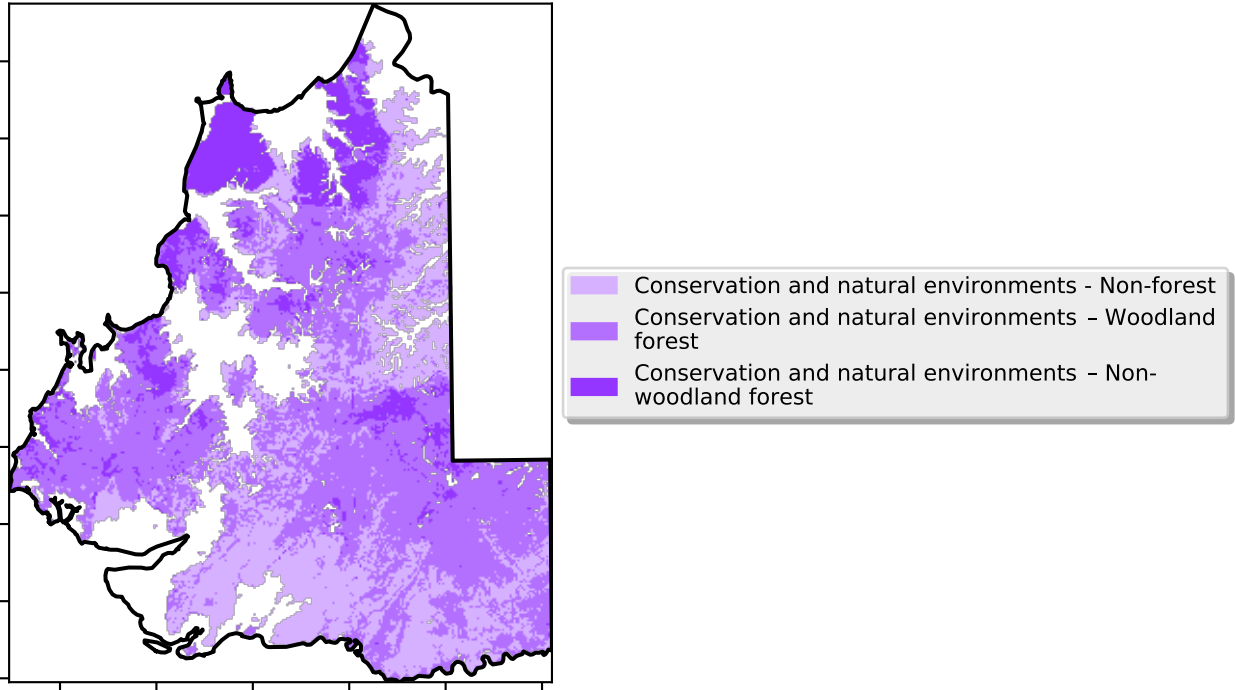 Conservation and natural environments - Non-forest
Conservation and natural environments – Woodland
forest
Conservation and natural environments – Non-
woodland forest